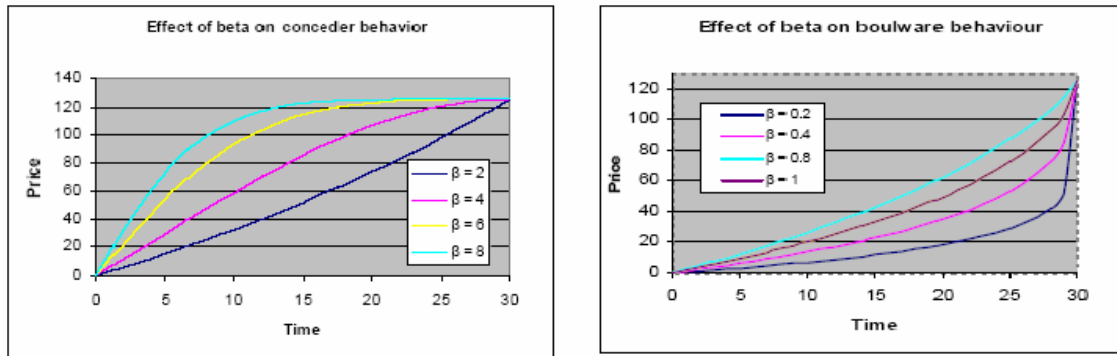 Effect of beta on conceder behavior
140
120
100
80
60
40
20
0
Price
0 5 10 15 20 25 30
Time
β = 2
β = 4
β = 6
β = 8
Effect of beta on boulware behaviour
120
100
80
60
40
20
0
Price
0 5 10 15 20 25 30
Time
β = 0.2
β = 0.4
β = 0.8
β = 1